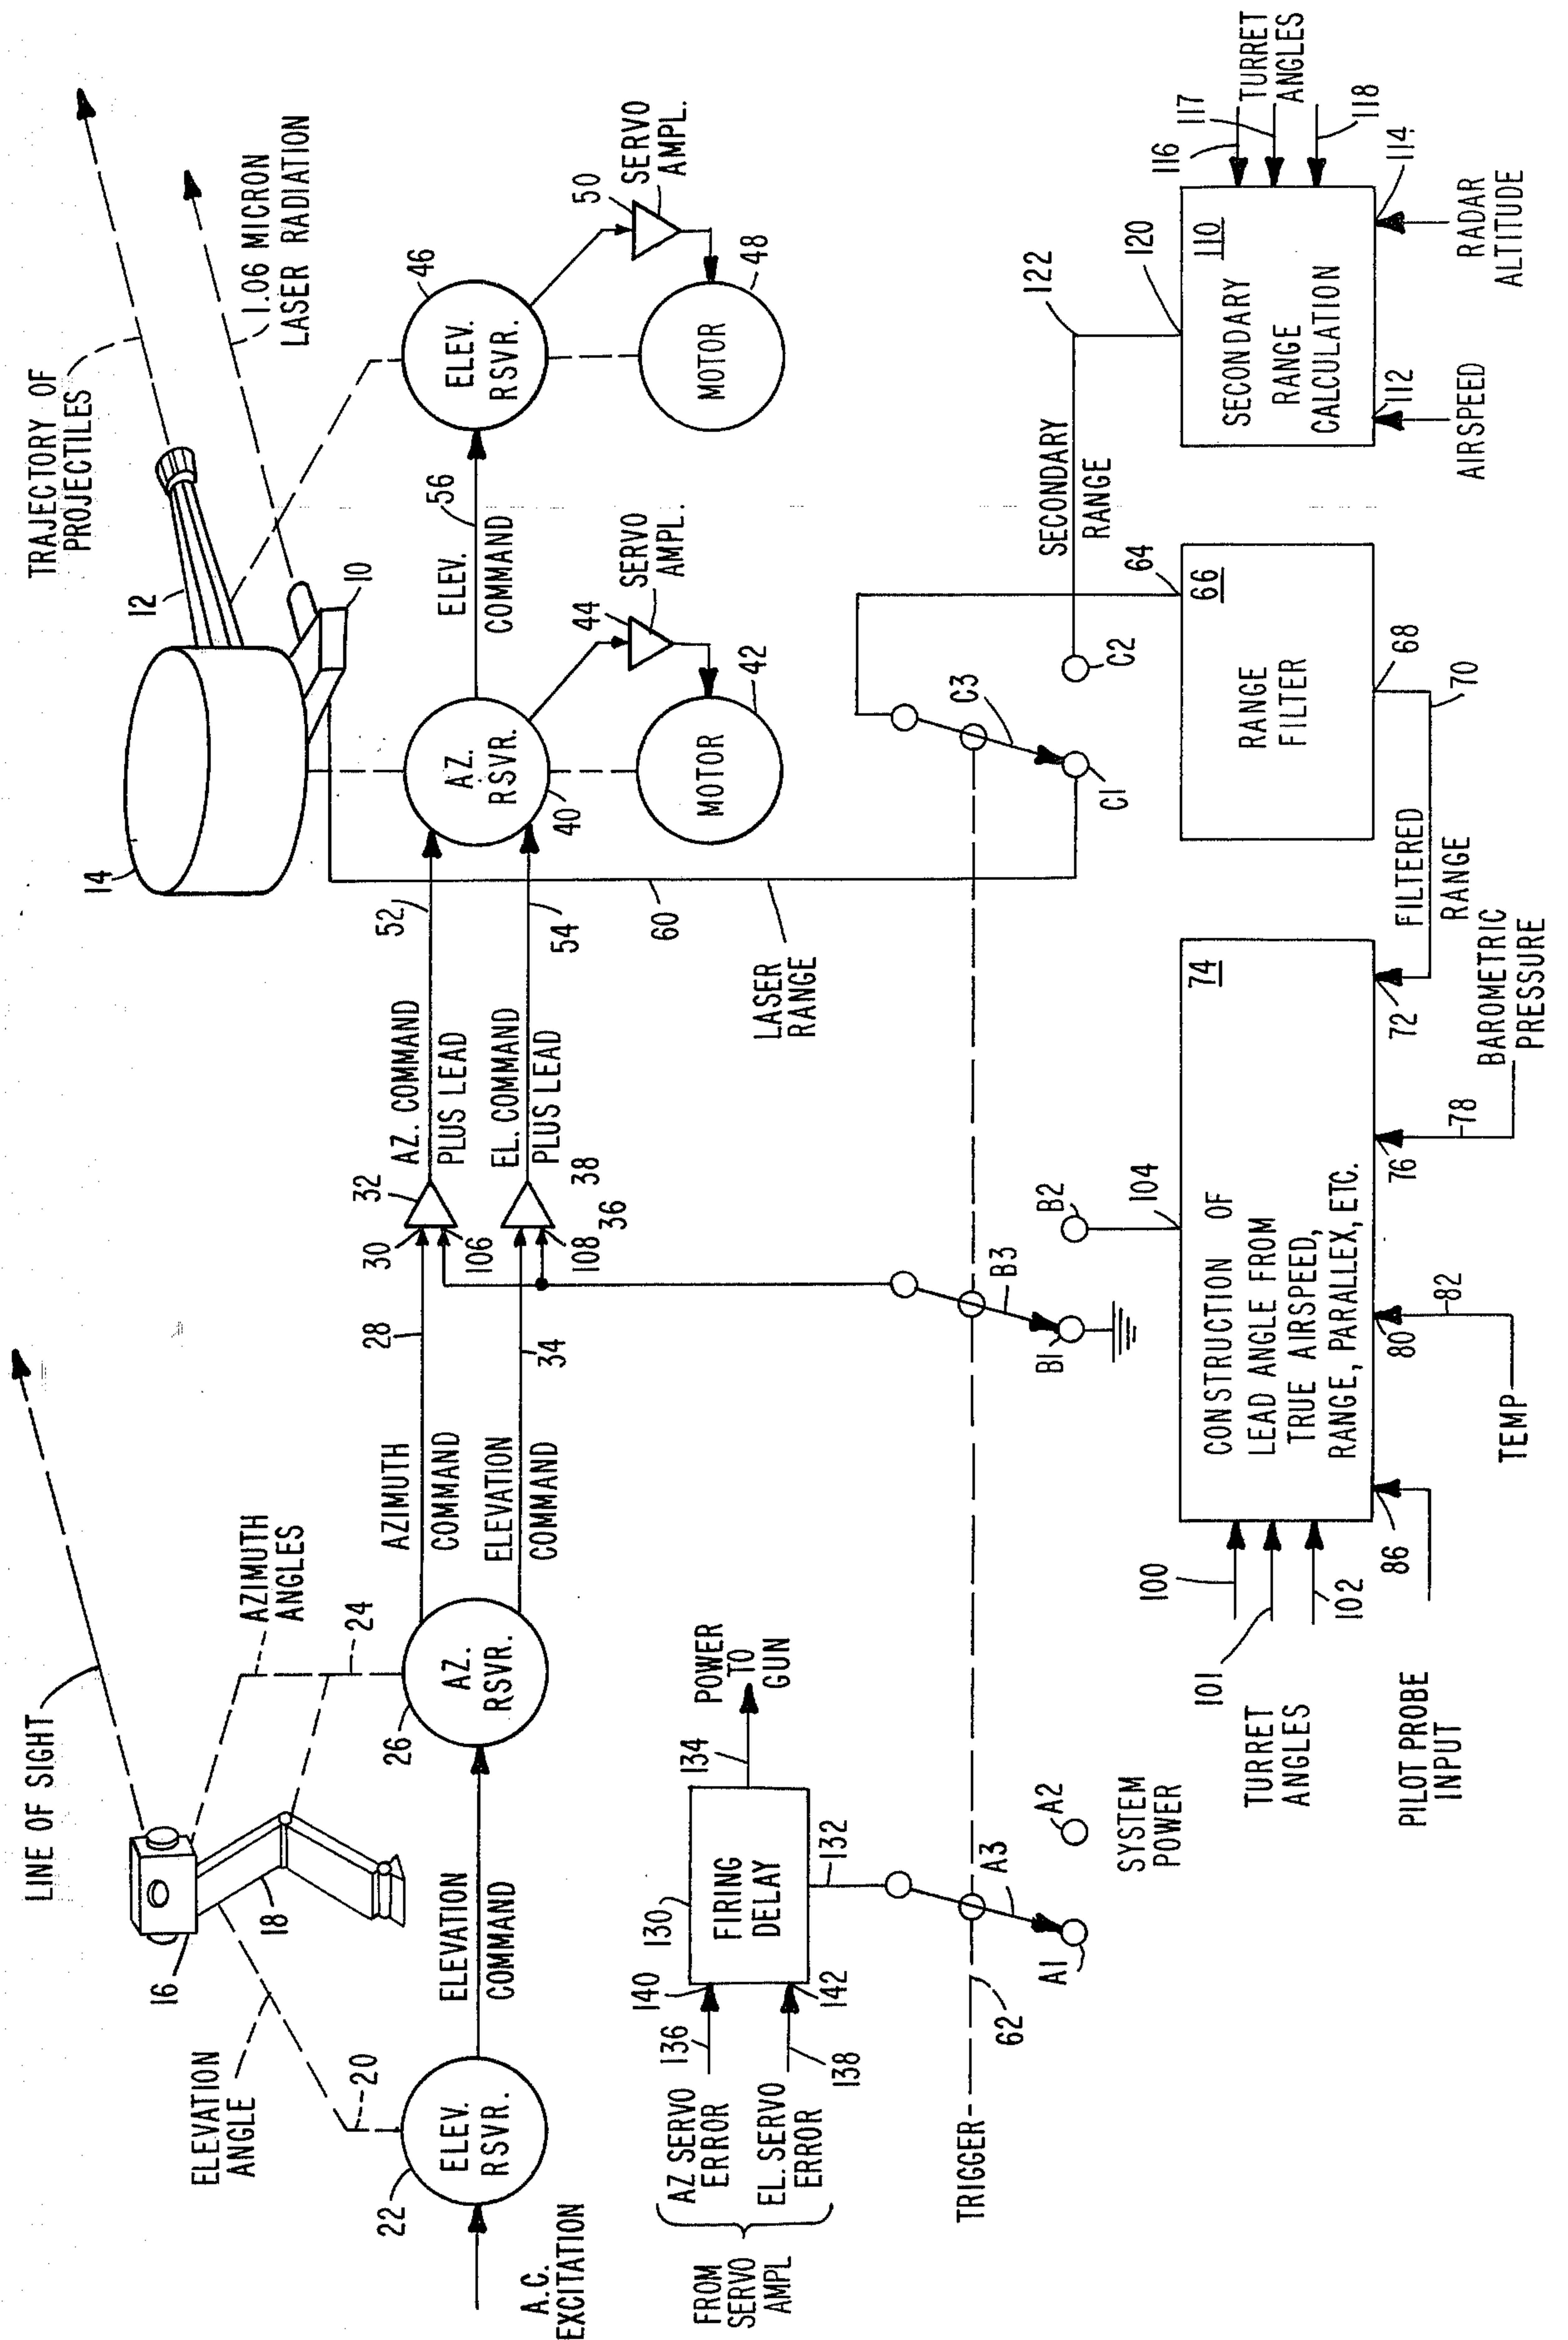 TRAJECTORY OF
PROJECTILES
1.06 MICRON
LASER RADIATION
LINE OF SIGHT
14
12
10
16
18
ELEVATION
ANGLE
20
AZIMUTH
ANGLES
24
22
ELEV.
RSVR.
A.C.
EXCITATION
ELEVATION
COMMAND
26
AZ.
RSVR.
AZIMUTH
COMMAND
28
ELEVATION
COMMAND
34
30
32
106
108
36
38
AZ. COMMAND
PLUS LEAD
52
EL. COMMAND
PLUS LEAD
54
AZ.
RSVR.
40
44
SERVO
AMPL.
MOTOR
42
ELEV.
COMMAND
56
ELEV.
RSVR.
46
50
SERVO
AMPL.
MOTOR
48
60
LASER
RANGE
FROM
SERVO
AMPL
AZ SERVO
ERROR
136
140
EL. SERVO
ERROR
138
142
130
FIRING
DELAY
132
134
POWER
TO
GUN
TRIGGER
62
A1
A3
A2
SYSTEM
POWER
B1
B3
B2
C1
C3
C2
SECONDARY
RANGE
122
104
74
CONSTRUCTION OF
LEAD ANGLE FROM
TRUE AIRSPEED,
RANGE, PARALLEX, ETC.
100
101
102
TURRET
ANGLES
86
PILOT PROBE
INPUT
80
82
TEMP
76
78
BAROMETRIC
PRESSURE
72
FILTERED
RANGE
70
68
64
66
RANGE
FILTER
120
110
SECONDARY
RANGE
CALCULATION
112
AIRSPEED
114
RADAR
ALTITUDE
116
117
118
TURRET
ANGLES